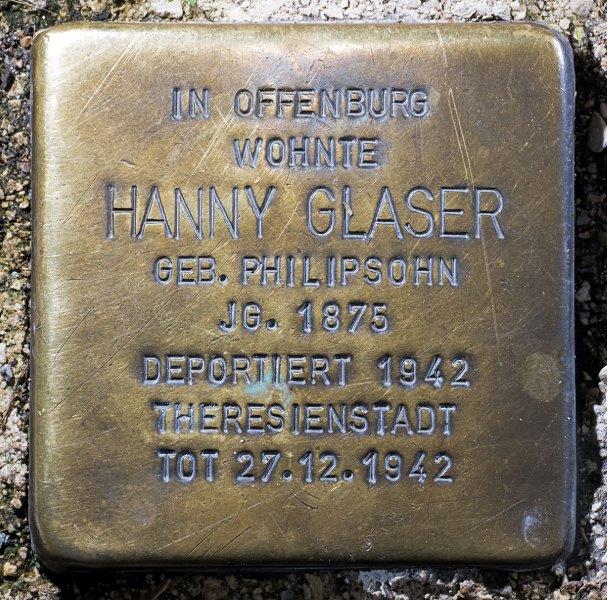 IN OFFENBURG
WOHNTE
HANNY GLASER
GEB. PHILIPSOHN
JG. 1875
DEPORTIERT 1942
THERESIENSTADT
TOT 27.12.1942